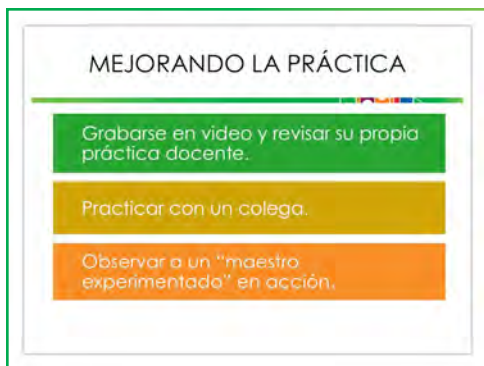 MEJORANDO LA PRÁCTICA
Grabarse en video y revisar su propia
práctica docente.
Practicar con un colega.
Observar a un “maestro
experimentado” en acción.